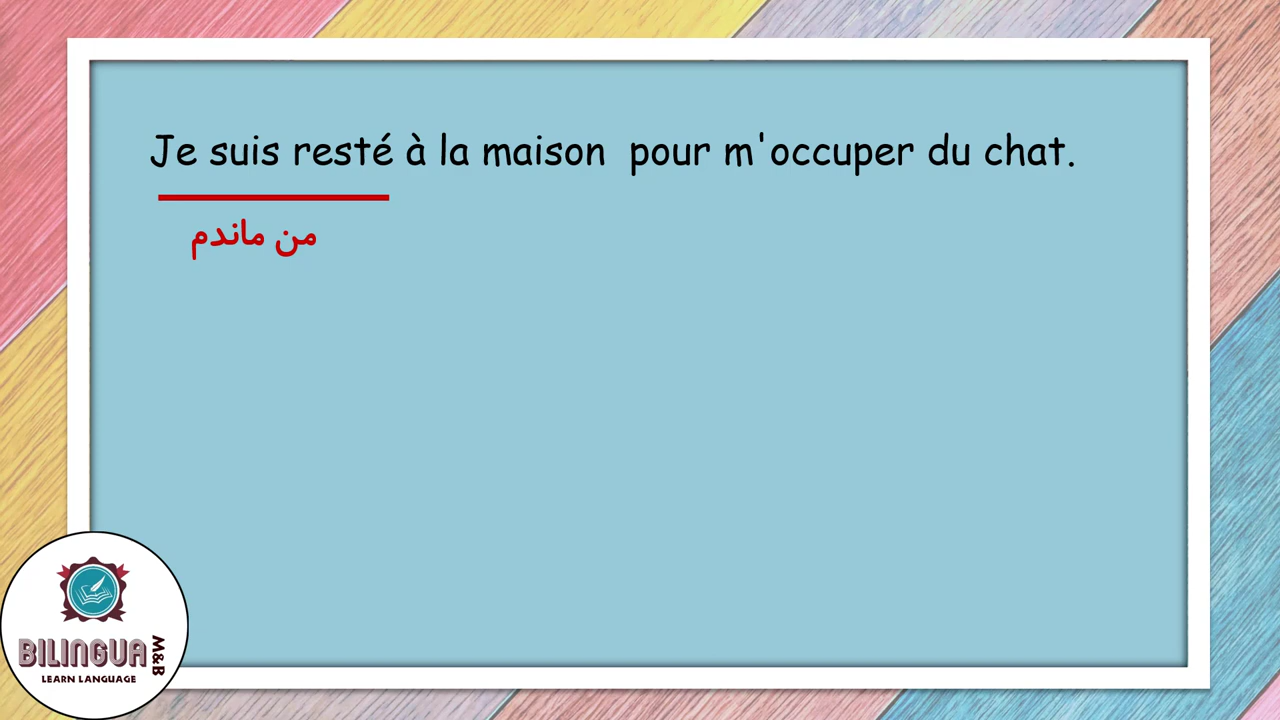 Je suis resté à la maison  pour m'occuper du chat.
من ماندم
BILINGUA M&B
LEARN LANGUAGE